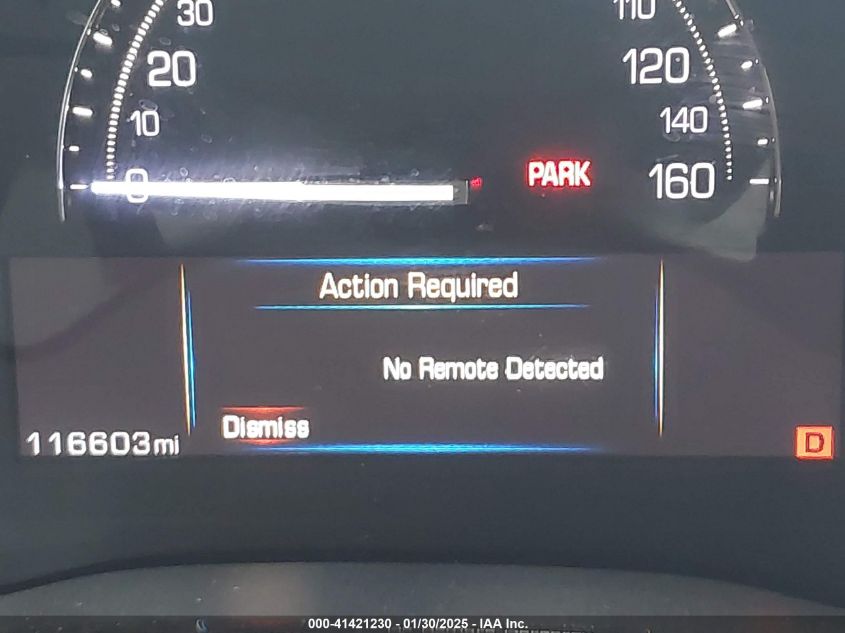 30
110
20
120
10
140
0
PARK
160
Action Required
No Remote Detected
Dismiss
116603mi
D
000-41421230 - 01/30/2025 - IAA Inc.